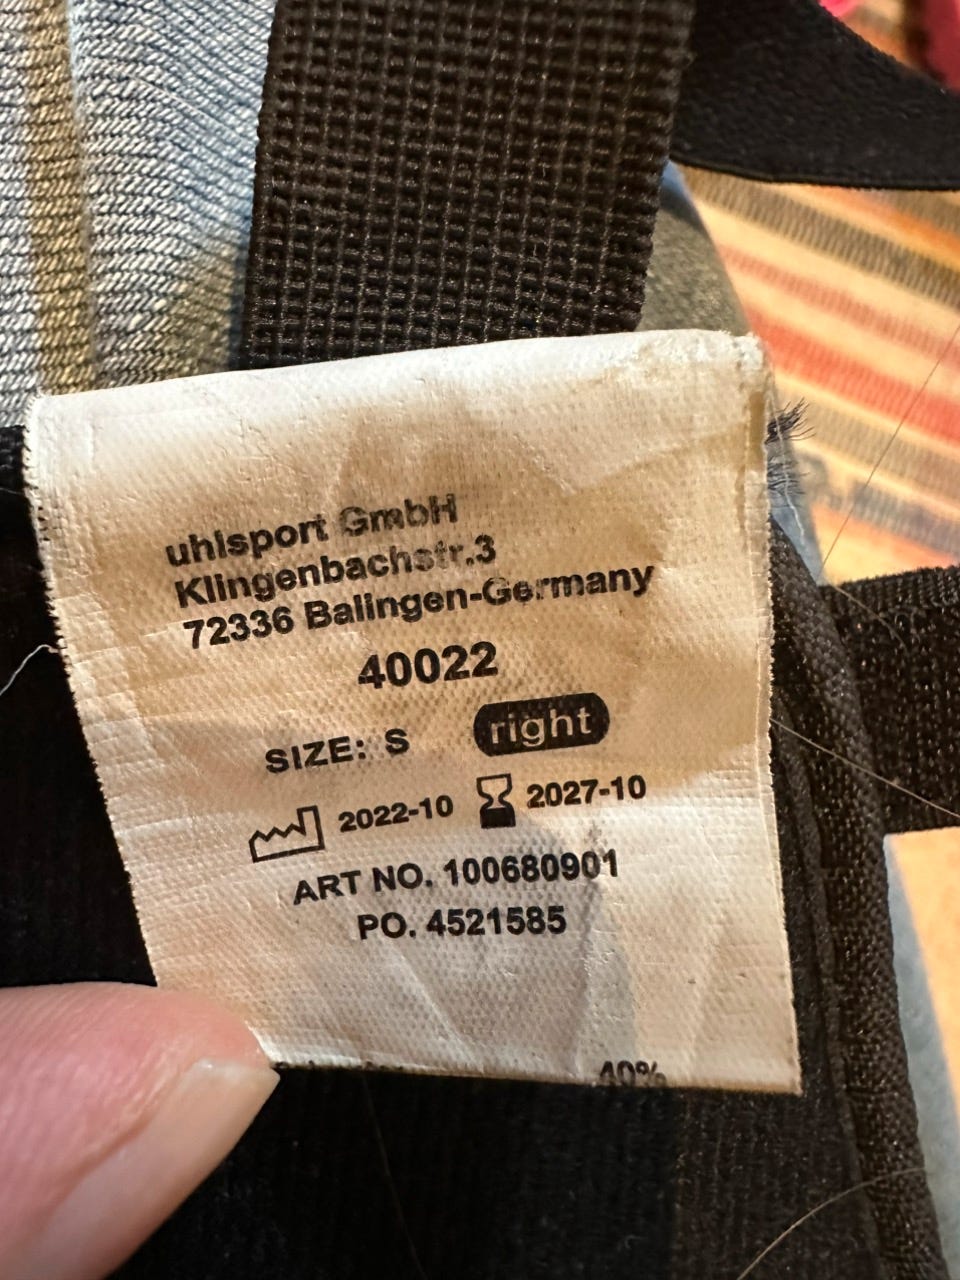 uhlsport GmbH
Klingenbachstr.3
72336 Balingen-Germany
40022
SIZE: S right
2022-10 2027-10
ART NO. 100680901
PO. 4521585
40%